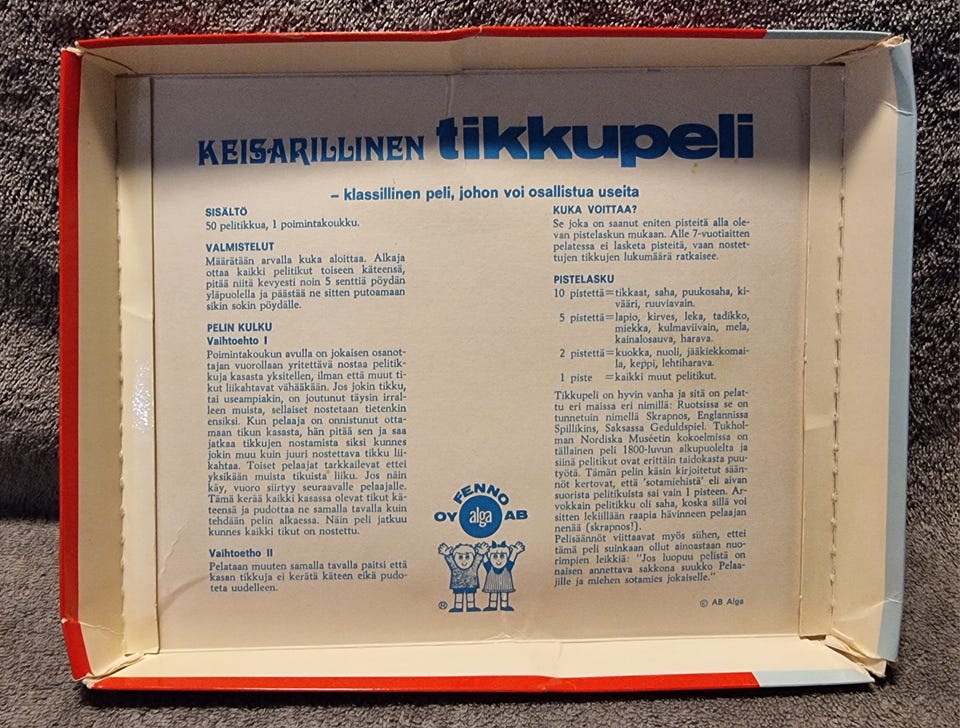 KEISARILLINEN tikkupeli
– klassillinen peli, johon voi osallistua useita
SISÄLTÖ
50 pelitikkua, 1 poimintakoukku.
VALMISTELUT
Määrätään arvalla kuka aloittaa. Alkaja
ottaa kaikki pelitikut toiseen käteensä,
pitää niitä kevyesti noin 5 senttiä pöydän
yläpuolella ja päästää ne sitten putoamaan
sikin sokin pöydälle.
PELIN KULKU
Vaihtoehto I
Poimintakoukun avulla on jokaisen osanot-
tajan vuorollaan yritettävä nostaa pelitik-
kuja kasasta yksitellen, ilman että muut ti-
kut liikahtavat vähääkään. Jos jokin tikku,
tai useampiakin, on joutunut täysin irral-
leen muista, sellaiset nostetaan tietenkin
ensiksi. Kun pelaaja on onnistunut otta-
maan tikun kasasta, hän pitää sen ja saa
jatkaa tikkujen nostamista siksi kunnes
jokin muu kuin juuri nostettava tikku lii-
kahtaa. Toiset pelaajat tarkkailevat ettei
yksikään muista tikuista liiku. Jos näin
käy, vuoro siirtyy seuraavalle pelaajalle.
Tämä kerää kaikki kasassa olevat tikut kä-
teensä ja pudottaa ne samalla tavalla kuin
tehdään pelin alkaessa. Näin peli jatkuu
kunnes kaikki tikut on nostettu.
Vaihtoetho II
Pelataan muuten samalla tavalla paitsi että
kasan tikkuja ei kerätä käteen eikä pudo-
teta uudelleen.
FENNO
OY alga AB
®
KUKA VOITTAA?
Se joka on saanut eniten pisteitä alla ole-
van pistelaskun mukaan. Alle 7-vuotiaitten
pelatessa ei lasketa pisteitä, vaan nostet-
tujen tikkujen lukumäärä ratkaisee.
PISTELASKU
10 pistettä=tikkaat, saha, puukosaha, ki-
vääri, ruuviavain.
5 pistettä=lapio, kirves, leka, tadikko,
miekka, kulmaviivain, mela,
kainalosauva, harava.
2 pistettä=kuokka, nuoli, jääkiekkomai-
la, keppi, lehtiharava.
1 piste =kaikki muut pelitikut.
Tikkupeli on hyvin vanha ja sitä on pelat-
tu eri maissa eri nimillä: Ruotsissa se on
tunnetuin nimellä Skrapnos, Englannissa
Spillikins, Saksassa Geduldspiel. Tukhol-
man Nordiska Muséetin kokoelmissa on
tällainen peli 1800-luvun alkupuolelta ja
siinä pelitikut ovat erittäin taidokasta puu-
työtä. Tämän pelin käsin kirjoitetut sään-
nöt kertovat, että 'sotamiehistä' eli aivan
suorista pelitikuista sai vain 1 pisteen. Ar-
vokkain pelitikku oli saha, koska sillä voi
sitten lekiillään raapia hävinneen pelaajan
nenää (skrapnos!).
Pelisäännöt viittaavat myös siihen, ettei
tämä peli suinkaan ollut ainoastaan nuo-
rimpien leikkiä: "Jos luopuu pelistä on
naisen annettava sakkona suukko Pelaa-
jille ja miehen sotamies jokaiselle."
© AB Alga